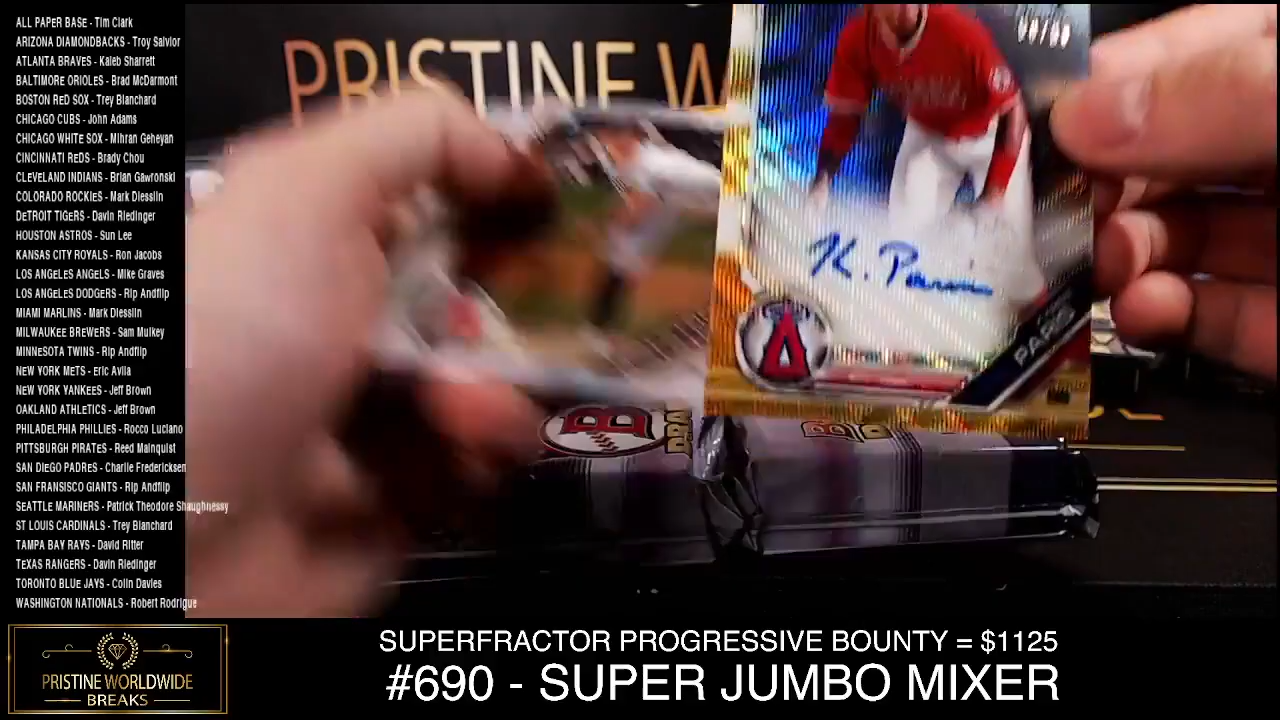 ALL PAPER BASE - Tim Clark
ARIZONA DIAMONDBACKS - Troy Salvior
ATLANTA BRAVES - Kaleb Sharrett
BALTIMORE ORIOLES - Brad McDarmont
BOSTON RED SOX - Trey Blanchard
CHICAGO CUBS - John Adams
CHICAGO WHITE SOX - Mihran Geheyan
CINCINNATI REDS - Brady Chou
CLEVELAND INDIANS - Brian Gawronski
COLORADO ROCKIES - Mark Diesslin
DETROIT TIGERS - Davin Riedinger
HOUSTON ASTROS - Sun Lee
KANSAS CITY ROYALS - Ron Jacobs
LOS ANGELES ANGELS - Mike Graves
LOS ANGELES DODGERS - Rip Andflip
MIAMI MARLINS - Mark Diesslin
MILWAUKEE BREWERS - Sam Mulkey
MINNESOTA TWINS - Rip Andflip
NEW YORK METS - Eric Avila
NEW YORK YANKEES - Jeff Brown
OAKLAND ATHLETICS - Jeff Brown
PHILADELPHIA PHILLIES - Rocco Luciano
PITTSBURGH PIRATES - Reed Mainquist
SAN DIEGO PADRES - Charlie Fredericksen
SAN FRANSISCO GIANTS - Rip Andflip
SEATTLE MARINERS - Patrick Theodore Shaughnessy
ST LOUIS CARDINALS - Trey Blanchard
TAMPA BAY RAYS - David Ritter
TEXAS RANGERS - Davin Riedinger
TORONTO BLUE JAYS - Colin Davies
WASHINGTON NATIONALS - Robert Rodrigue
PRISTINE W
K. Paris
PARIS
B
DRA
PRISTINE WORLDWIDE
BREAKS
SUPERFRACTOR PROGRESSIVE BOUNTY = $1125
#690 - SUPER JUMBO MIXER